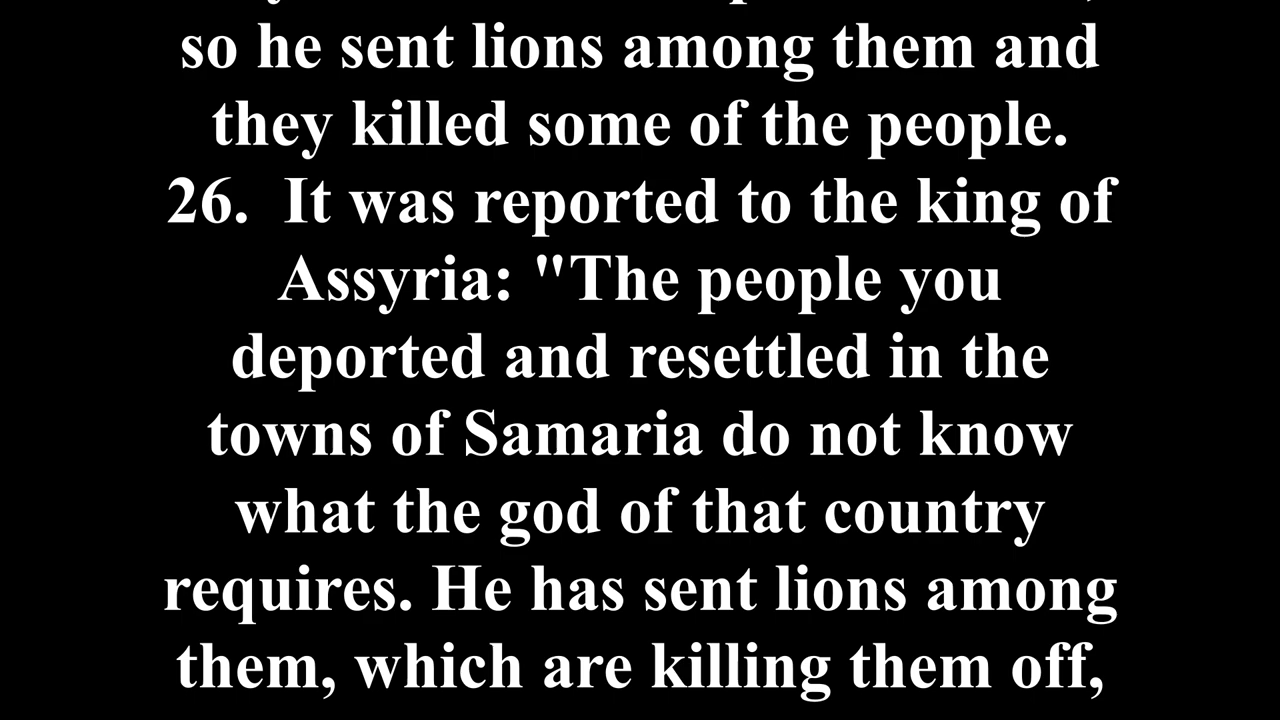 so he sent lions among them and
they killed some of the people.
26.  It was reported to the king of
Assyria: "The people you
deported and resettled in the
towns of Samaria do not know
what the god of that country
requires. He has sent lions among
them, which are killing them off,